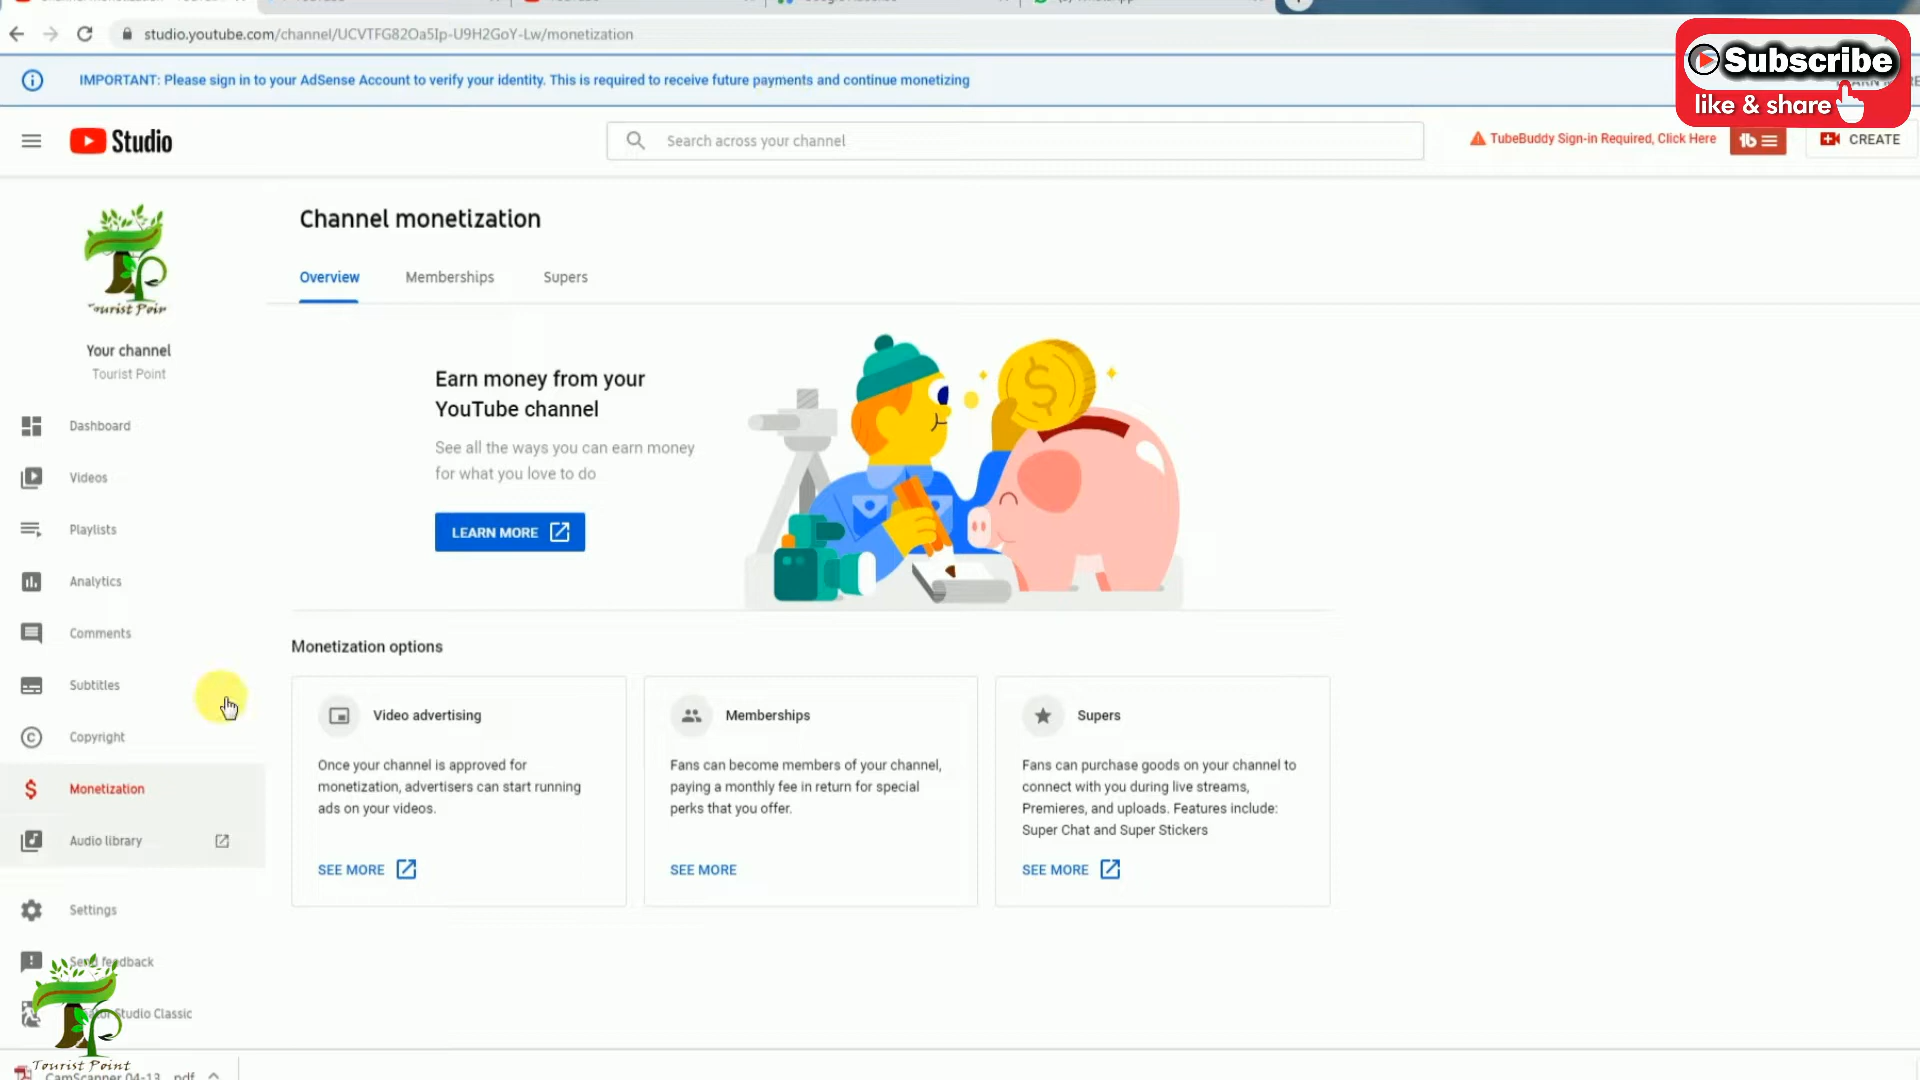 studio.youtube.com/channel/UCVTFG82Oa5Ip-U9H2GoY-Lw/monetization
IMPORTANT: Please sign in to your AdSense Account to verify your identity. This is required to receive future payments and continue monetizing
Subscribe
like & share
Studio
Search across your channel
TubeBuddy Sign-in Required, Click Here
CREATE
Channel monetization
Overview
Memberships
Supers
Your channel
Tourist Point
Earn money from your
YouTube channel
See all the ways you can earn money
for what you love to do
LEARN MORE
Dashboard
Videos
Playlists
Analytics
Comments
Subtitles
Copyright
Monetization
Audio library
Settings
Send feedback
Studio Classic
Monetization options
Video advertising
Once your channel is approved for
monetization, advertisers can start running
ads on your videos.
SEE MORE
Memberships
Fans can become members of your channel,
paying a monthly fee in return for special
perks that you offer.
SEE MORE
Supers
Fans can purchase goods on your channel to
connect with you during live streams,
Premieres, and uploads. Features include:
Super Chat and Super Stickers
SEE MORE
Tourist Point
CamScanner 04-13....pdf